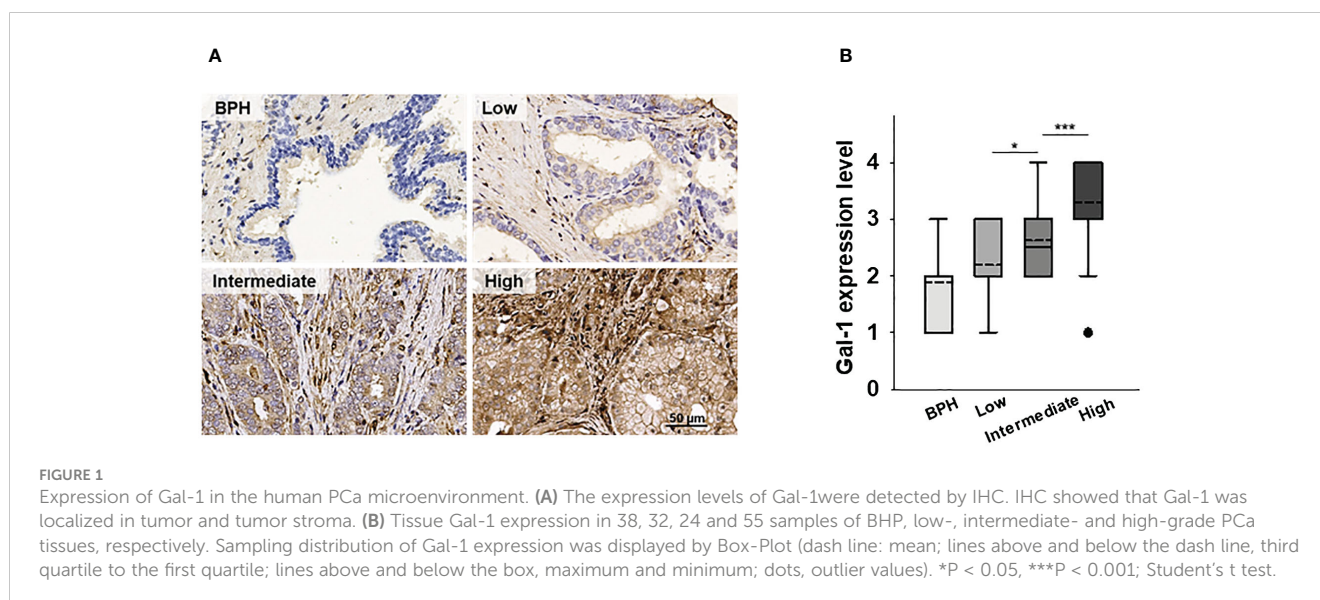 A
B
BPH
Low
Intermediate
High
50 µm
Gal-1 expression level
4
3
2
1
0
*
***
BPH
Low
Intermediate
High
FIGURE 1
Expression of Gal-1 in the human PCa microenvironment. (A) The expression levels of Gal-1were detected by IHC. IHC showed that Gal-1 was
localized in tumor and tumor stroma. (B) Tissue Gal-1 expression in 38, 32, 24 and 55 samples of BHP, low-, intermediate- and high-grade PCa
tissues, respectively. Sampling distribution of Gal-1 expression was displayed by Box-Plot (dash line: mean; lines above and below the dash line, third
quartile to the first quartile; lines above and below the box, maximum and minimum; dots, outlier values). *P < 0.05, ***P < 0.001; Student's t test.